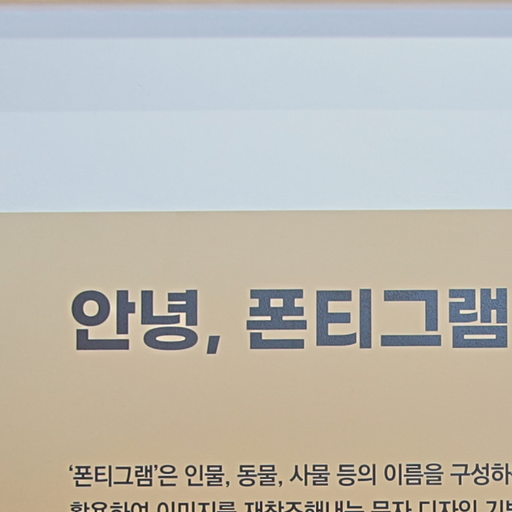 안녕, 폰티그램
‘폰티그램’은 인물, 동물, 사물 등의 이름을 구성하
활용하여 이미지를 재창조해내는 문자 디자인 기법